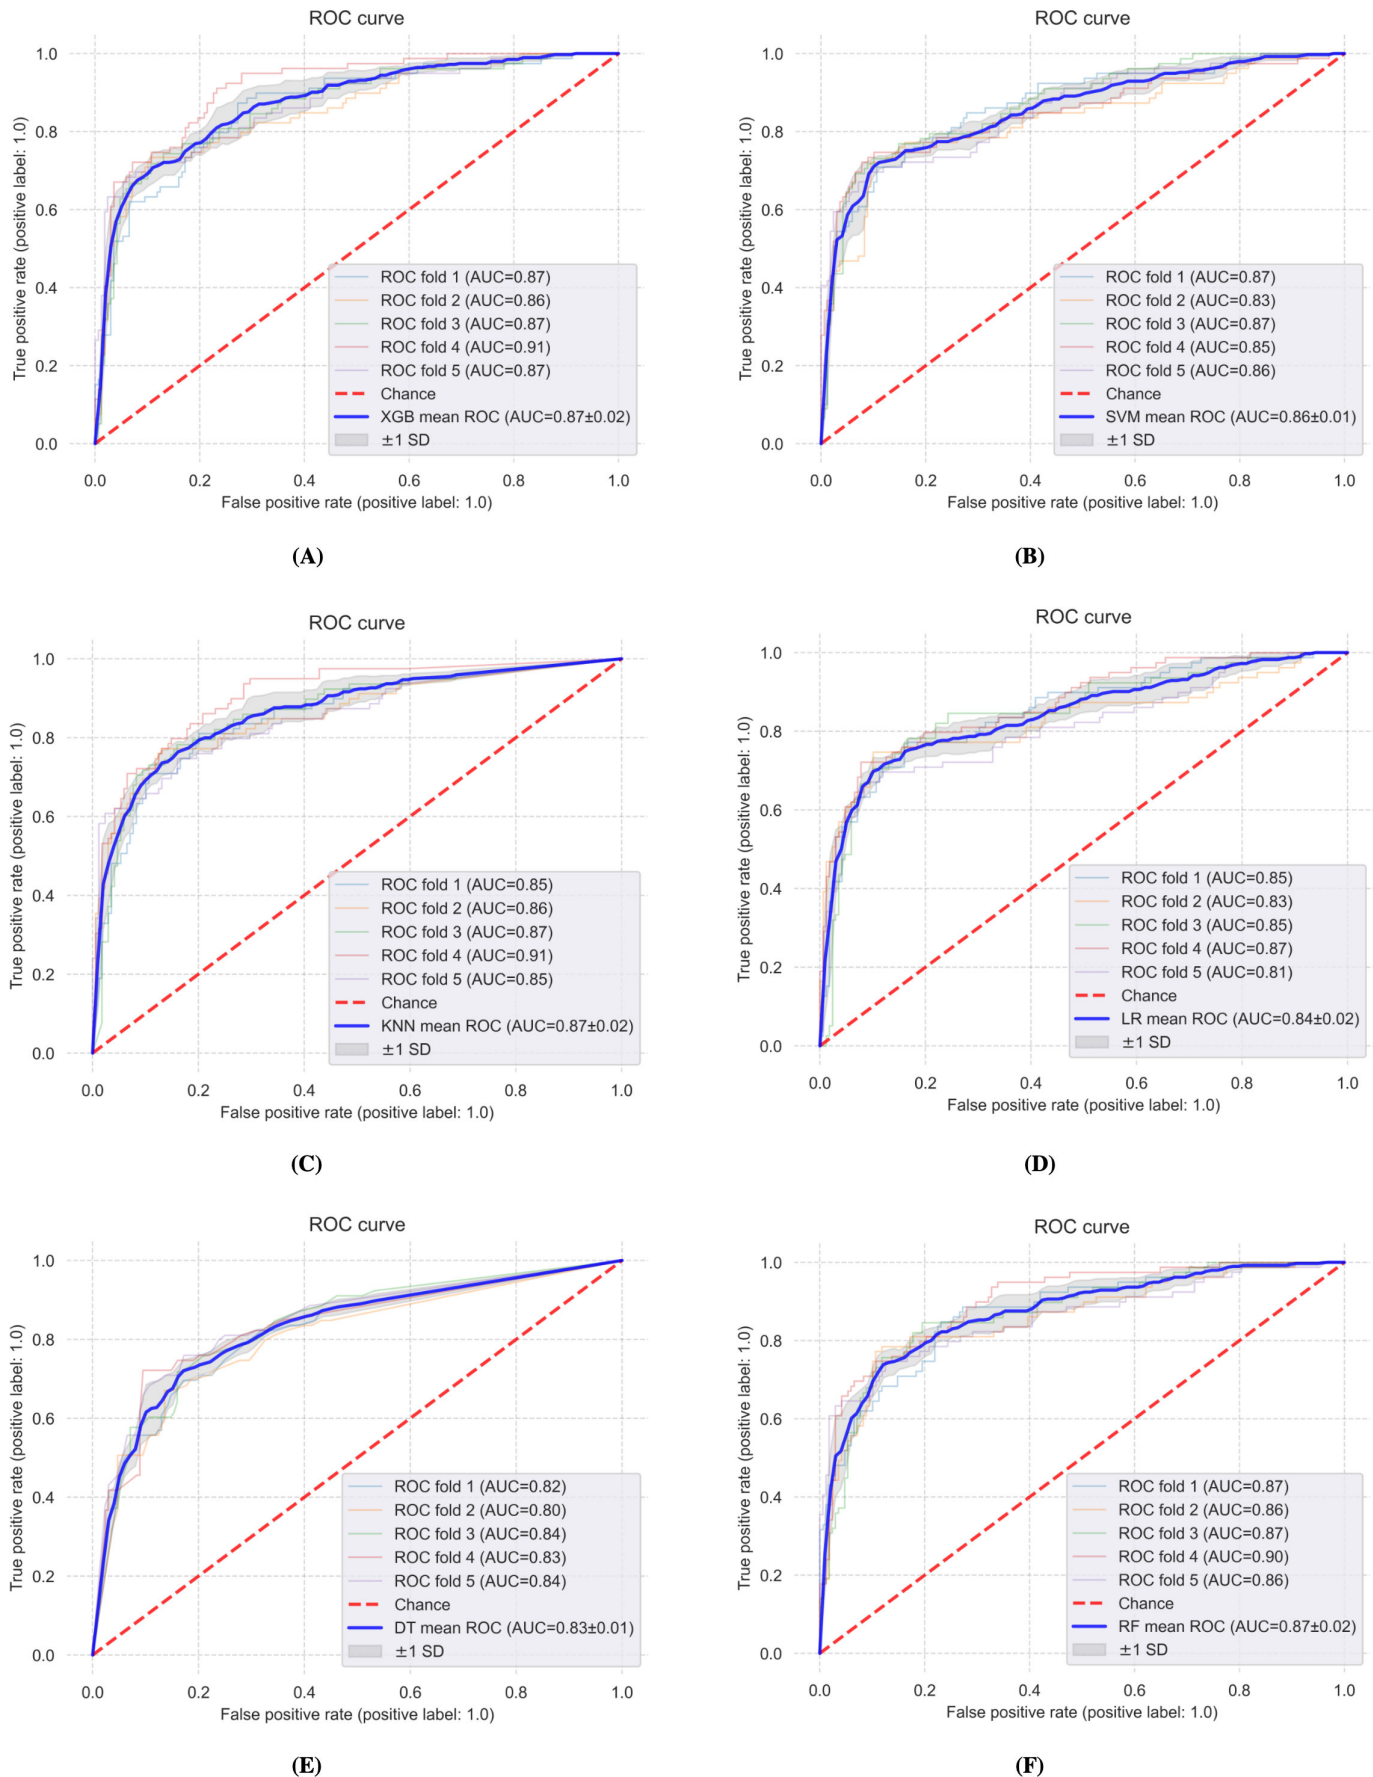 ROC curve
True positive rate (positive label: 1.0)
1.0
0.8
0.6
0.4
0.2
0.0
ROC fold 1 (AUC=0.87)
ROC fold 2 (AUC=0.86)
ROC fold 3 (AUC=0.87)
ROC fold 4 (AUC=0.91)
ROC fold 5 (AUC=0.87)
Chance
XGB mean ROC (AUC=0.87±0.02)
±1 SD
0.0 0.2 0.4 0.6 0.8 1.0
False positive rate (positive label: 1.0)
(A)
ROC curve
True positive rate (positive label: 1.0)
1.0
0.8
0.6
0.4
0.2
0.0
ROC fold 1 (AUC=0.87)
ROC fold 2 (AUC=0.83)
ROC fold 3 (AUC=0.87)
ROC fold 4 (AUC=0.85)
ROC fold 5 (AUC=0.86)
Chance
SVM mean ROC (AUC=0.86±0.01)
±1 SD
0.0 0.2 0.4 0.6 0.8 1.0
False positive rate (positive label: 1.0)
(B)
ROC curve
True positive rate (positive label: 1.0)
1.0
0.8
0.6
0.4
0.2
0.0
ROC fold 1 (AUC=0.85)
ROC fold 2 (AUC=0.86)
ROC fold 3 (AUC=0.87)
ROC fold 4 (AUC=0.91)
ROC fold 5 (AUC=0.85)
Chance
KNN mean ROC (AUC=0.87±0.02)
±1 SD
0.0 0.2 0.4 0.6 0.8 1.0
False positive rate (positive label: 1.0)
(C)
ROC curve
True positive rate (positive label: 1.0)
1.0
0.8
0.6
0.4
0.2
0.0
ROC fold 1 (AUC=0.85)
ROC fold 2 (AUC=0.83)
ROC fold 3 (AUC=0.85)
ROC fold 4 (AUC=0.87)
ROC fold 5 (AUC=0.81)
Chance
LR mean ROC (AUC=0.84±0.02)
±1 SD
0.0 0.2 0.4 0.6 0.8 1.0
False positive rate (positive label: 1.0)
(D)
ROC curve
True positive rate (positive label: 1.0)
1.0
0.8
0.6
0.4
0.2
0.0
ROC fold 1 (AUC=0.82)
ROC fold 2 (AUC=0.80)
ROC fold 3 (AUC=0.84)
ROC fold 4 (AUC=0.83)
ROC fold 5 (AUC=0.84)
Chance
DT mean ROC (AUC=0.83±0.01)
±1 SD
0.0 0.2 0.4 0.6 0.8 1.0
False positive rate (positive label: 1.0)
(E)
ROC curve
True positive rate (positive label: 1.0)
1.0
0.8
0.6
0.4
0.2
0.0
ROC fold 1 (AUC=0.87)
ROC fold 2 (AUC=0.86)
ROC fold 3 (AUC=0.87)
ROC fold 4 (AUC=0.90)
ROC fold 5 (AUC=0.86)
Chance
RF mean ROC (AUC=0.87±0.02)
±1 SD
0.0 0.2 0.4 0.6 0.8 1.0
False positive rate (positive label: 1.0)
(F)